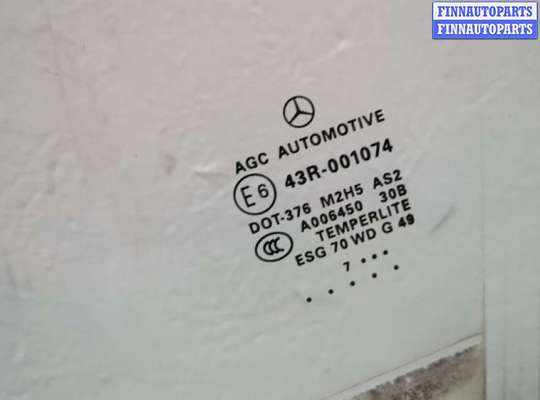 FINNAUTOPARTS
FINNAUTOPARTS
AGC AUTOMOTIVE
E6 43R-001074
DOT-376 M2H5 AS2
CCC A006450 30B
TEMPERLITE
ESG 70 WD G 49
7 • • •
• • • • •